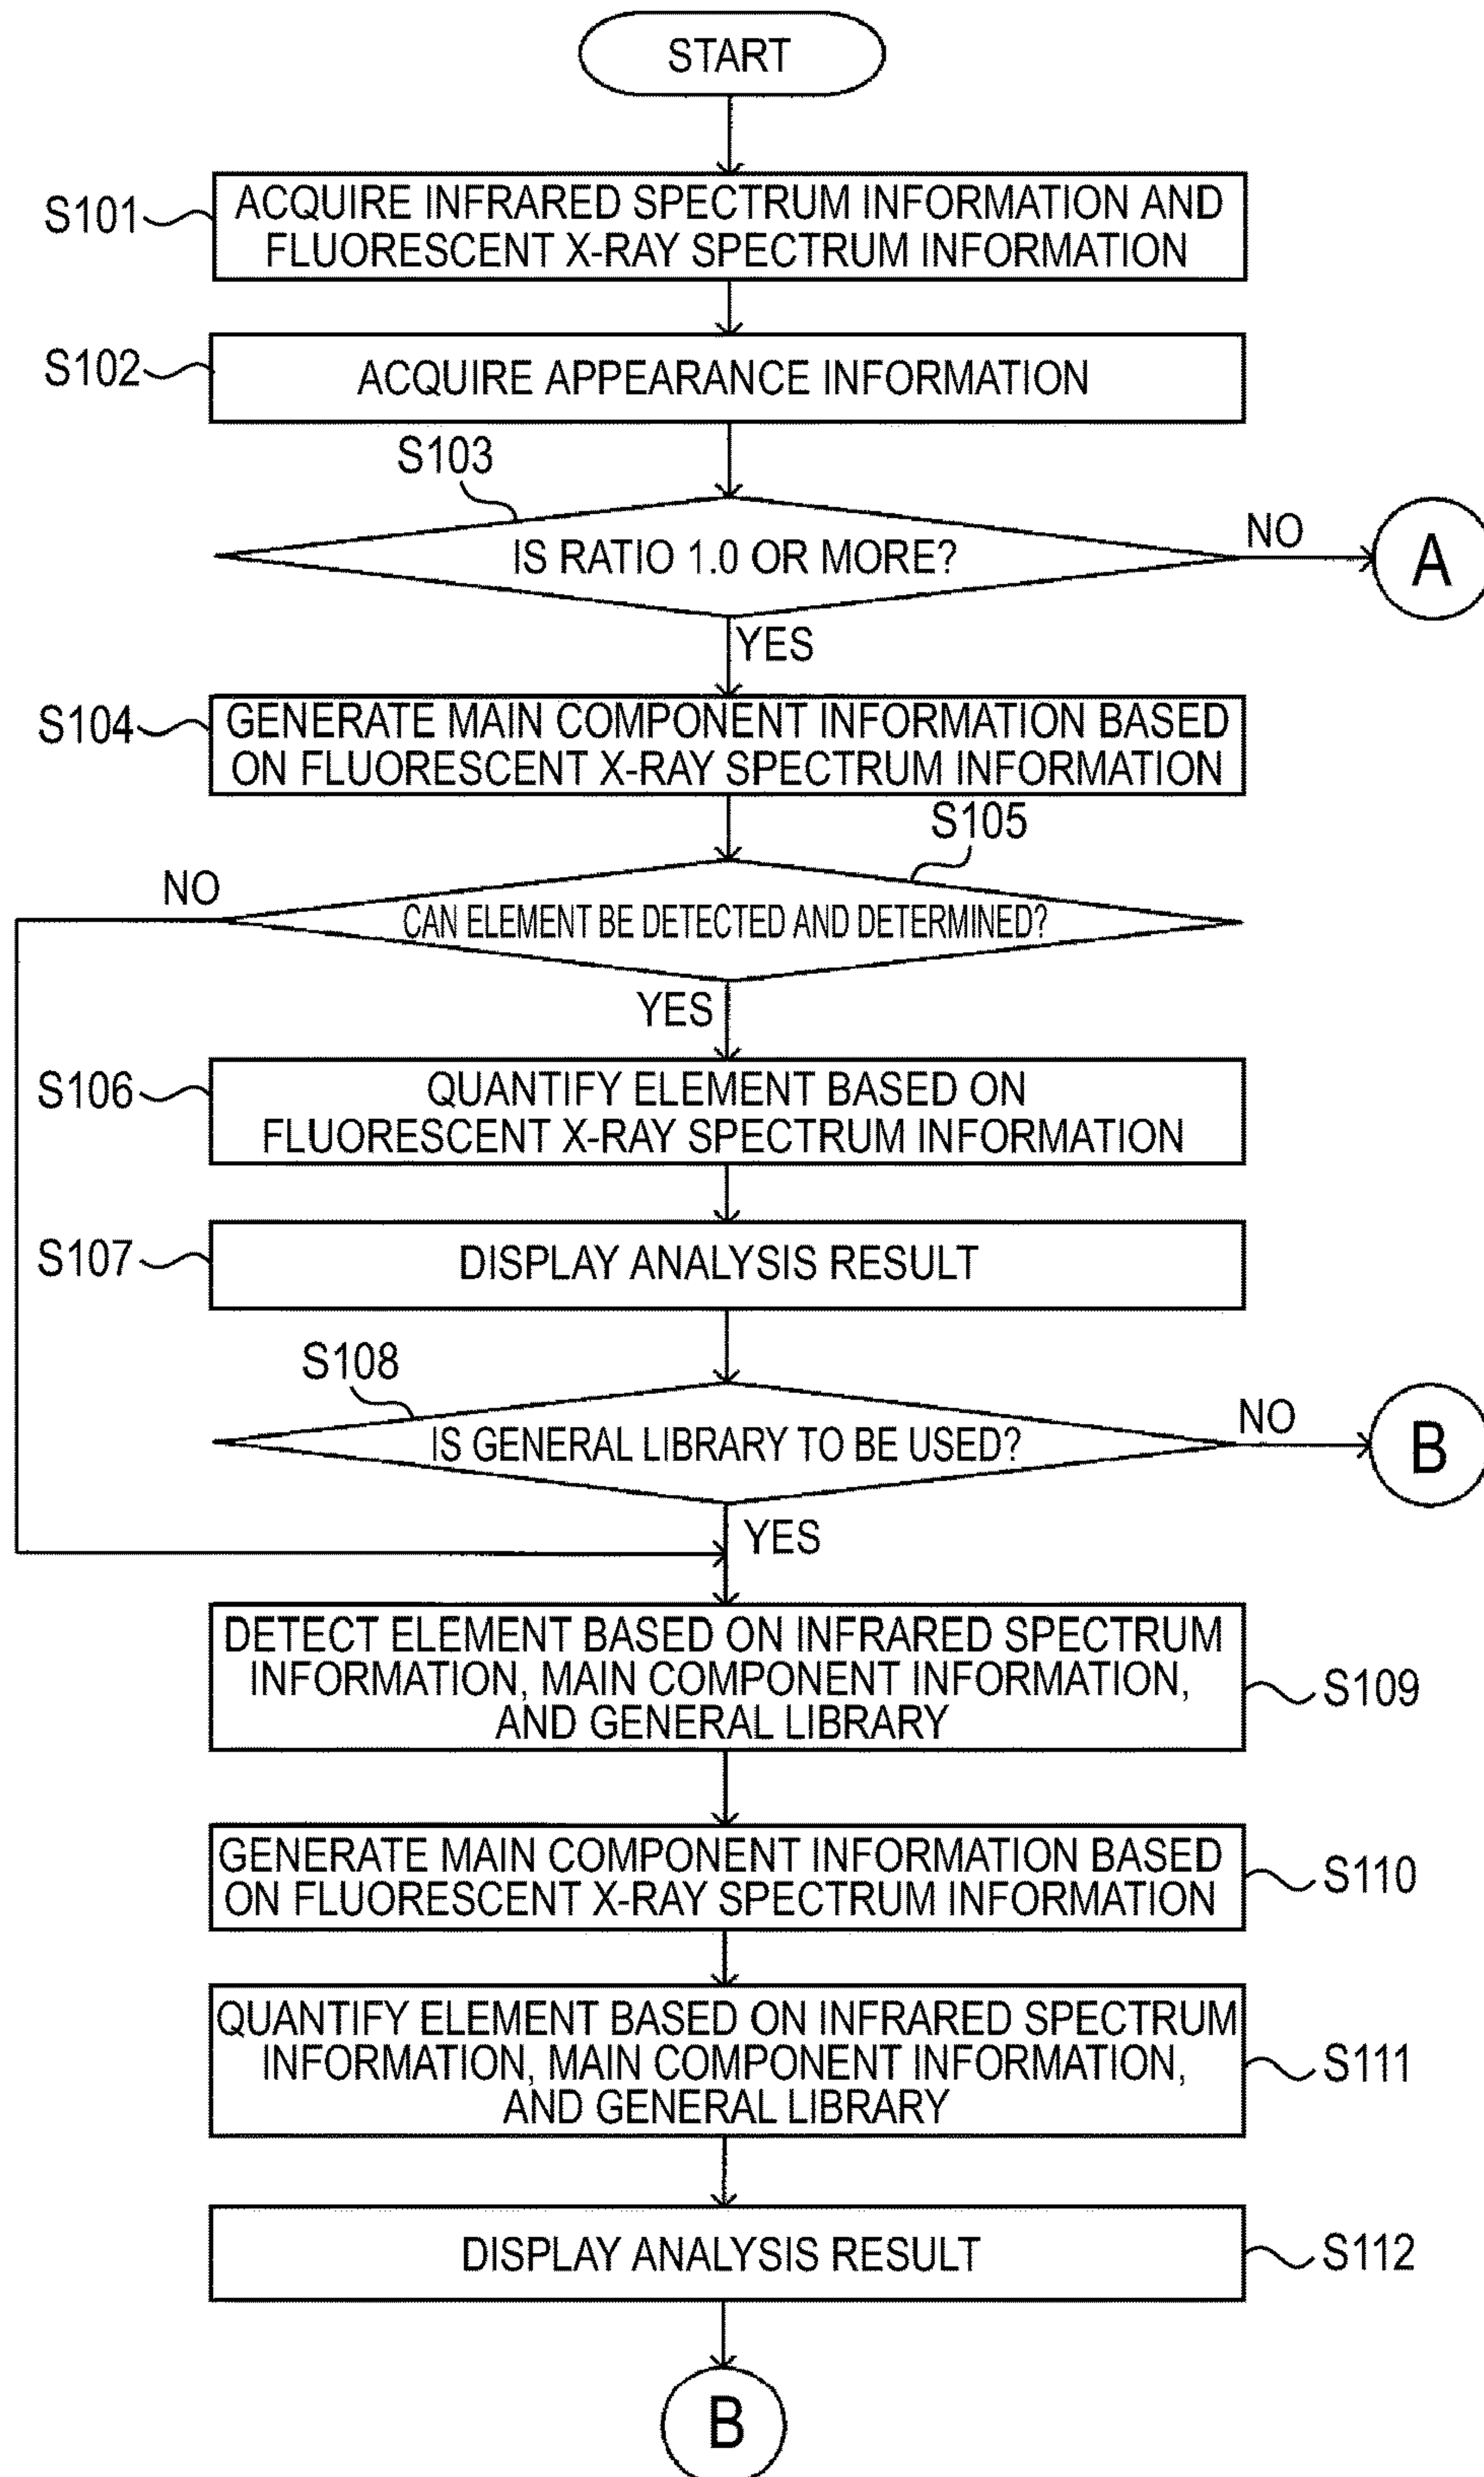 START
S101
ACQUIRE INFRARED SPECTRUM INFORMATION AND
FLUORESCENT X-RAY SPECTRUM INFORMATION
S102
ACQUIRE APPEARANCE INFORMATION
S103
IS RATIO 1.0 OR MORE?
NO
A
YES
S104
GENERATE MAIN COMPONENT INFORMATION BASED
ON FLUORESCENT X-RAY SPECTRUM INFORMATION
S105
NO
CAN ELEMENT BE DETECTED AND DETERMINED?
YES
S106
QUANTIFY ELEMENT BASED ON
FLUORESCENT X-RAY SPECTRUM INFORMATION
S107
DISPLAY ANALYSIS RESULT
S108
IS GENERAL LIBRARY TO BE USED?
NO
B
YES
DETECT ELEMENT BASED ON INFRARED SPECTRUM
INFORMATION, MAIN COMPONENT INFORMATION,
AND GENERAL LIBRARY
S109
GENERATE MAIN COMPONENT INFORMATION BASED
ON FLUORESCENT X-RAY SPECTRUM INFORMATION
S110
QUANTIFY ELEMENT BASED ON INFRARED SPECTRUM
INFORMATION, MAIN COMPONENT INFORMATION,
AND GENERAL LIBRARY
S111
DISPLAY ANALYSIS RESULT
S112
B